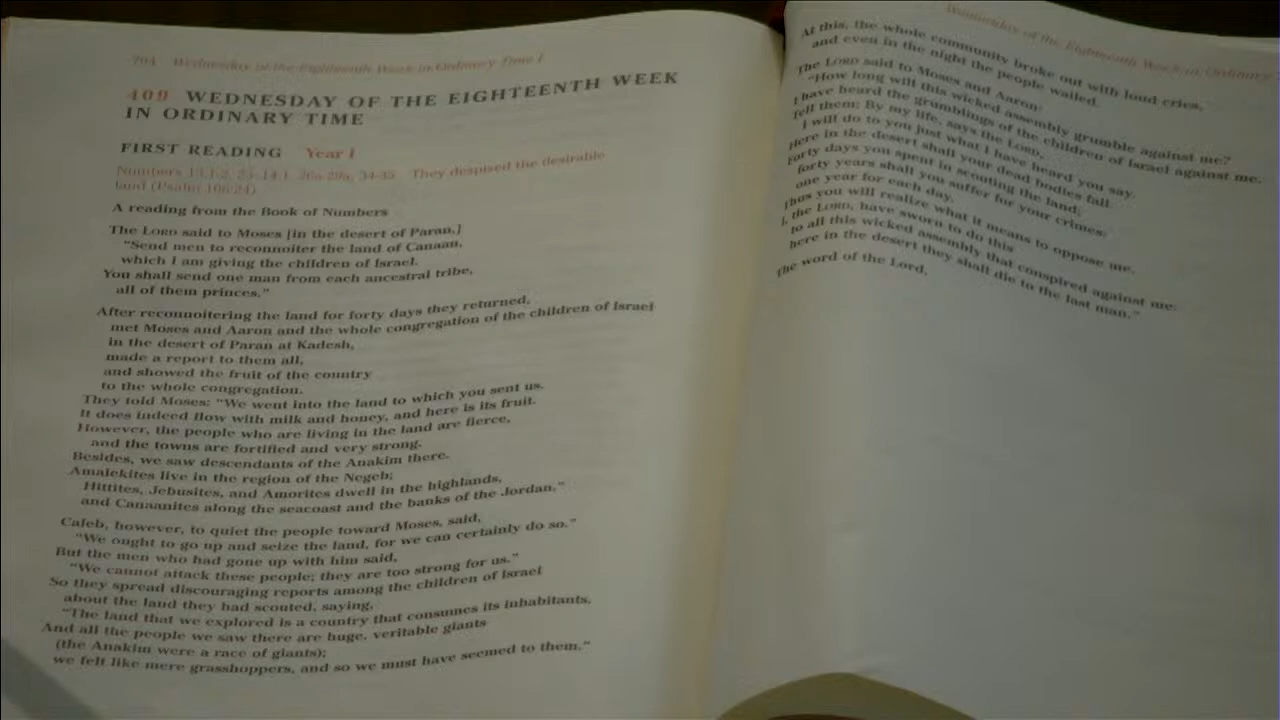 704 Wednesday of the Eighteenth Week in Ordinary Time I
409 WEDNESDAY OF THE EIGHTEENTH WEEK
IN ORDINARY TIME
FIRST READING Year I
Numbers 13:1-2, 25-14:1, 26a-29a, 34-35 They despised the desirable
land (Psalm 106:24)
A reading from the Book of Numbers
The LORD said to Moses [in the desert of Paran,]
"Send men to reconnoiter the land of Canaan,
which I am giving the children of Israel.
You shall send one man from each ancestral tribe,
all of them princes."
After reconnoitering the land for forty days they returned,
met Moses and Aaron and the whole congregation of the children of Israel
in the desert of Paran at Kadesh,
made a report to them all,
and showed the fruit of the country
to the whole congregation.
They told Moses: "We went into the land to which you sent us.
It does indeed flow with milk and honey, and here is its fruit.
However, the people who are living in the land are fierce,
and the towns are fortified and very strong.
Besides, we saw descendants of the Anakim there.
Amalekites live in the region of the Negeb;
Hittites, Jebusites, and Amorites dwell in the highlands,
and Canaanites along the seacoast and the banks of the Jordan."
Caleb, however, to quiet the people toward Moses, said,
"We ought to go up and seize the land, for we can certainly do so."
But the men who had gone up with him said,
"We cannot attack these people; they are too strong for us."
So they spread discouraging reports among the children of Israel
about the land they had scouted, saying,
"The land that we explored is a country that consumes its inhabitants.
And all the people we saw there are huge, veritable giants
(the Anakim were a race of giants);
we felt like mere grasshoppers, and so we must have seemed to them."
Wednesday of the Eighteenth Week in Ordinary
At this, the whole community broke out with loud cries,
and even in the night the people wailed.
The LORD said to Moses and Aaron:
"How long will this wicked assembly grumble against me?
I have heard the grumblings of the children of Israel against me.
Tell them: By my life, says the LORD,
I will do to you just what I have heard you say.
Here in the desert shall your dead bodies fall.
Forty days you spent in scouting the land;
forty years shall you suffer for your crimes:
one year for each day.
Thus you will realize what it means to oppose me.
I, the LORD, have sworn to do this
to all this wicked assembly that conspired against me:
here in the desert they shall die to the last man."
The word of the Lord.